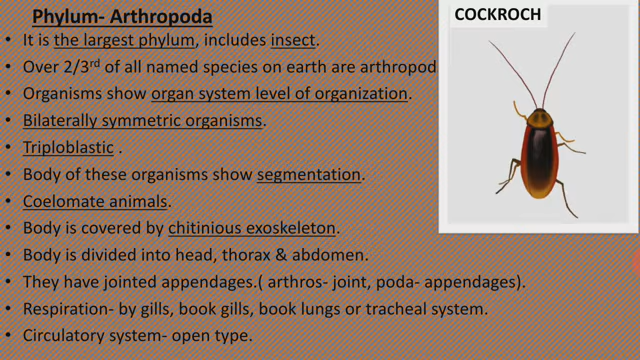 Phylum- Arthropoda
COCKROCH
• It is the largest phylum, includes insect.
• Over 2/3rd of all named species on earth are arthropod.
• Organisms show organ system level of organization.
• Bilaterally symmetric organisms.
• Triploblastic .
• Body of these organisms show segmentation.
• Coelomate animals.
• Body is covered by chitinious exoskeleton.
• Body is divided into head, thorax & abdomen.
• They have jointed appendages.( arthros- joint, poda- appendages).
• Respiration- by gills, book gills, book lungs or tracheal system.
• Circulatory system- open type.